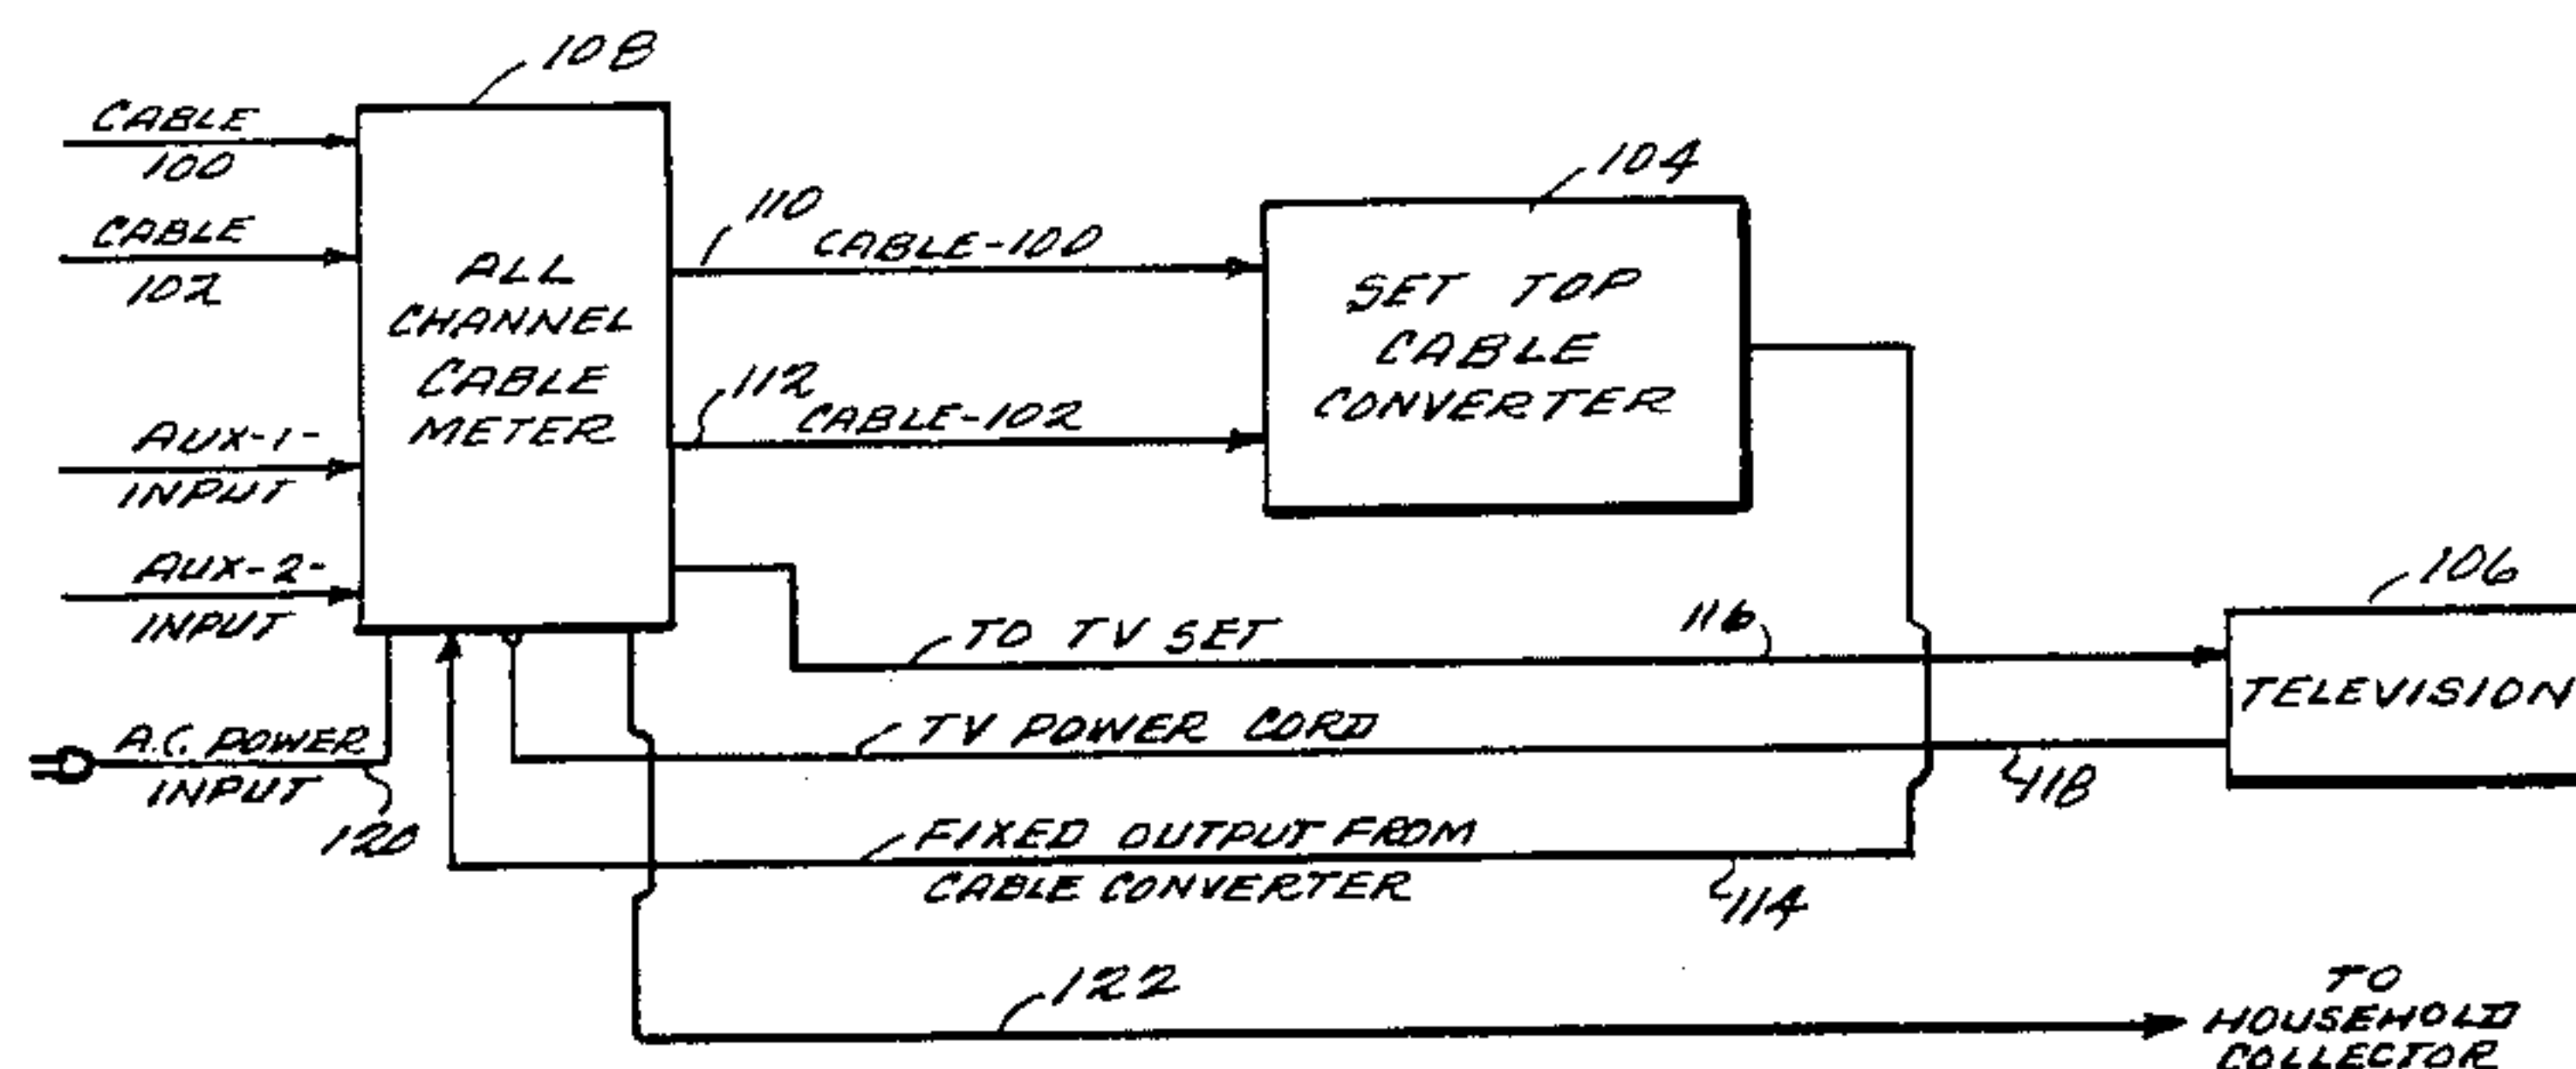 108
CABLE
100
CABLE
102
ALL
CHANNEL
CABLE
METER
AUX-1-
INPUT
AUX-2-
INPUT
A.C. POWER
INPUT
120
110
CABLE-100
112
CABLE-102
104
SET TOP
CABLE
CONVERTER
TO TV SET
116
106
TELEVISION
TV POWER CORD
118
FIXED OUTPUT FROM
CABLE CONVERTER
114
122
TO
HOUSEHOLD
COLLECTOR